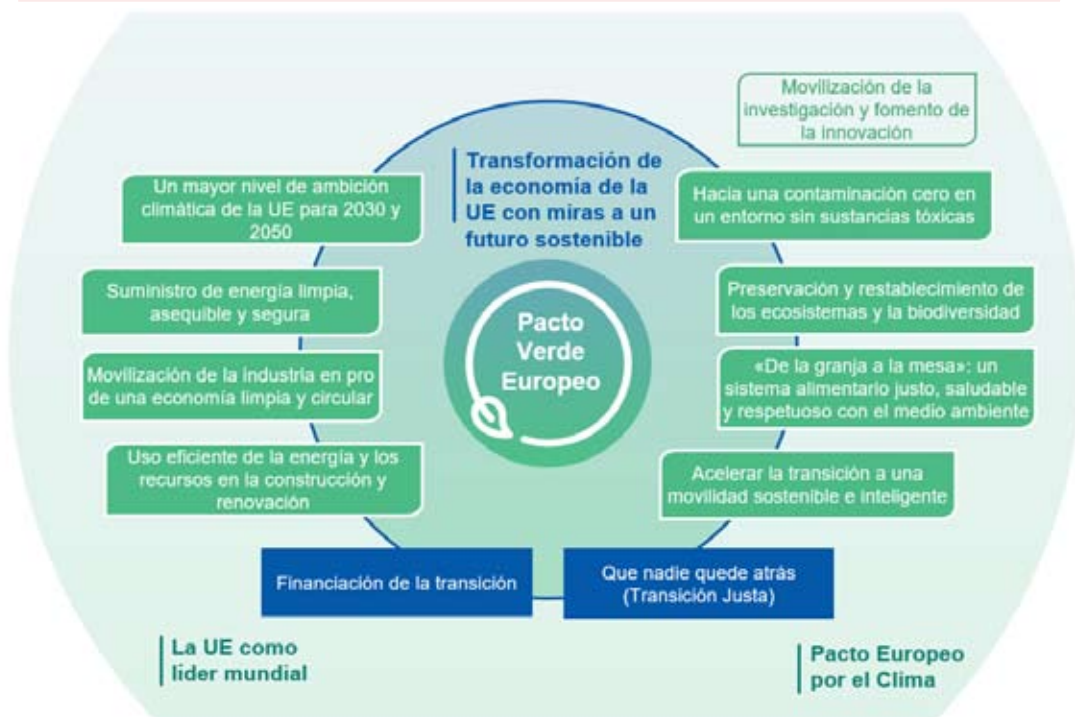 Movilización de la
investigación y fomento de
la innovación
Transformación de
la economía de la
UE con miras a un
futuro sostenible
Un mayor nivel de ambición
climática de la UE para 2030 y
2050
Hacia una contaminación cero en
un entorno sin sustancias tóxicas
Suministro de energía limpia,
asequible y segura
Preservación y restablecimiento de
los ecosistemas y la biodiversidad
Pacto
Verde
Europeo
Movilización de la industria en pro
de una economía limpia y circular
«De la granja a la mesa»: un
sistema alimentario justo, saludable
y respetuoso con el medio ambiente
Uso eficiente de la energía y los
recursos en la construcción y
renovación
Acelerar la transición a una
movilidad sostenible e inteligente
Financiación de la transición
Que nadie quede atrás
(Transición Justa)
La UE como
líder mundial
Pacto Europeo
por el Clima